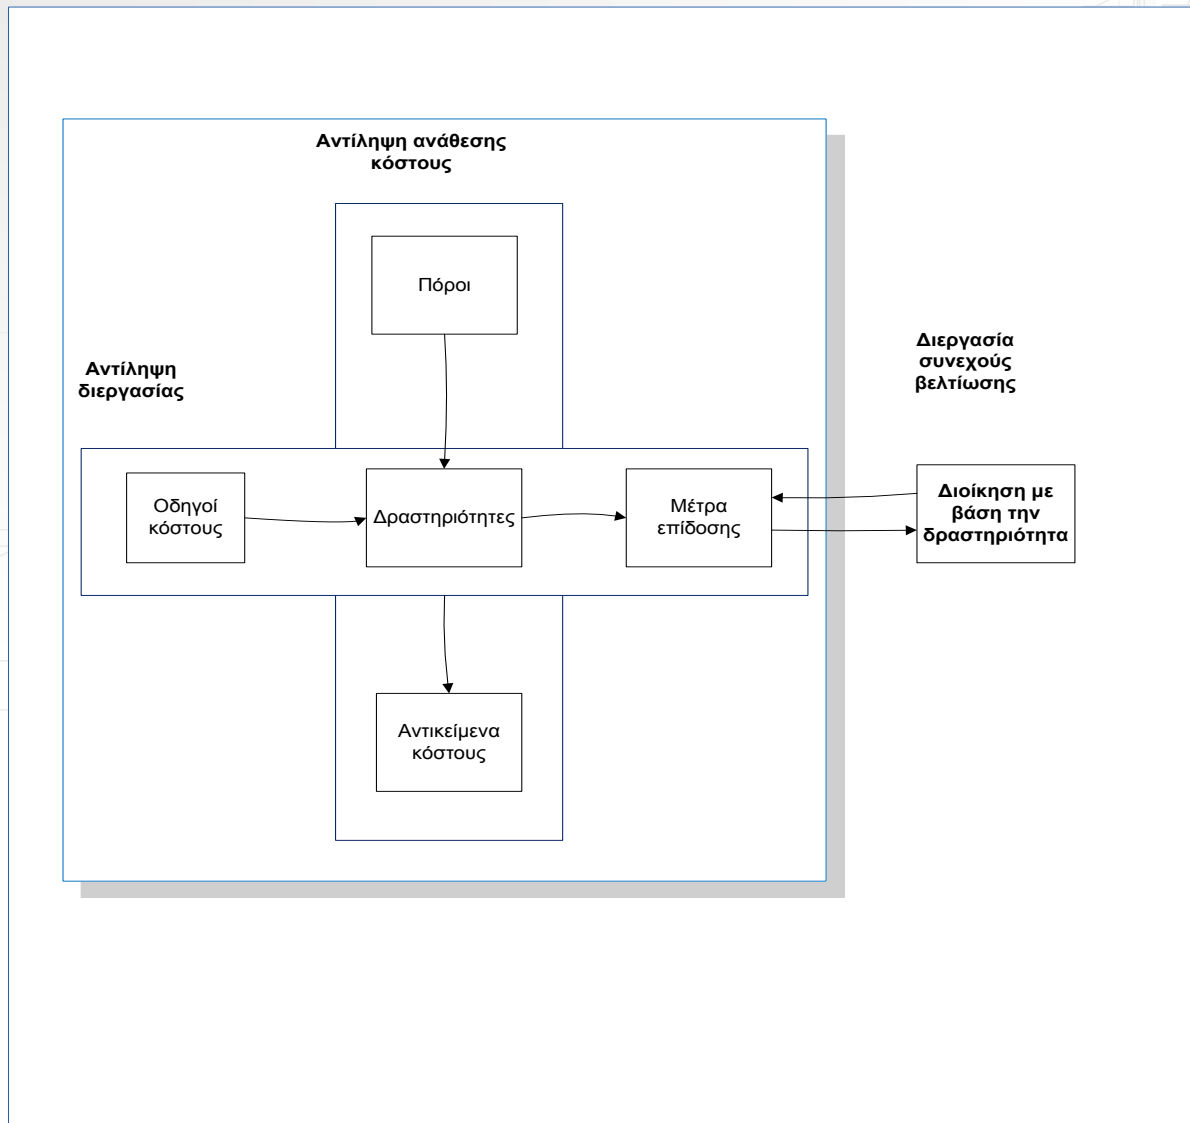 Αντίληψη ανάθεσης
κόστους
Πόροι
Αντίληψη
διεργασίας
Διεργασία
συνεχούς
βελτίωσης
Οδηγοί
κόστους
Δραστηριότητες
Μέτρα
επίδοσης
Διοίκηση με
βάση την
δραστηριότητα
Αντικείμενα
κόστους